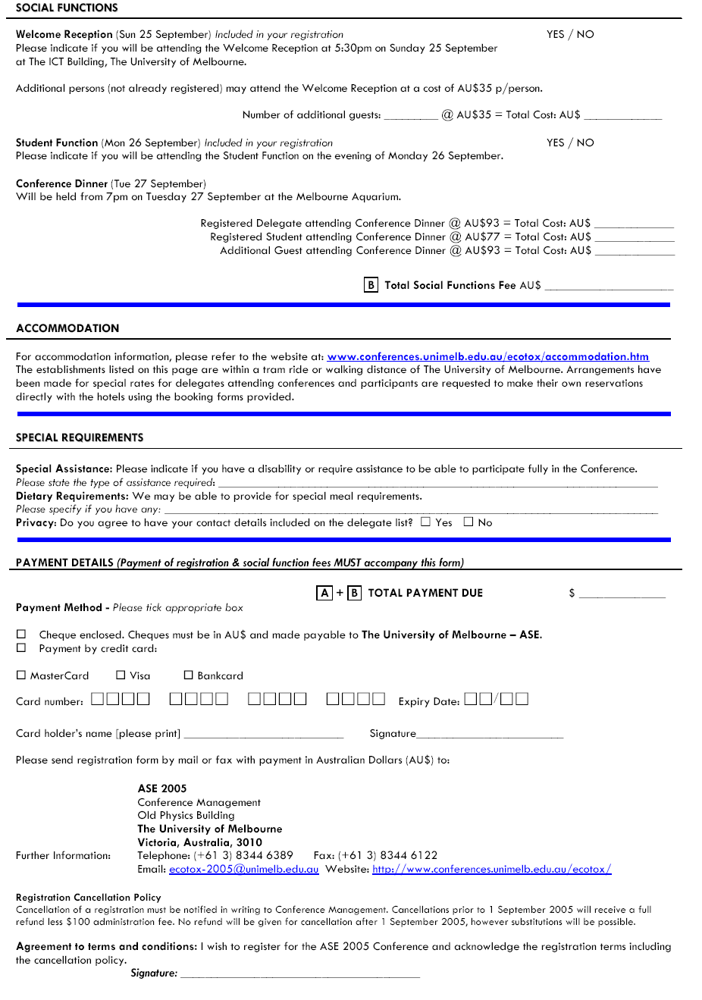 SOCIAL FUNCTIONS
Welcome Reception (Sun 25 September) Included in your registration YES / NO
Please indicate if you will be attending the Welcome Reception at 5:30pm on Sunday 25 September
at The ICT Building, The University of Melbourne.
Additional persons (not already registered) may attend the Welcome Reception at a cost of AU$35 p/person.
Number of additional guests: _________ @ AU$35 = Total Cost: AU$ _____________
Student Function (Mon 26 September) Included in your registration YES / NO
Please indicate if you will be attending the Student Function on the evening of Monday 26 September.
Conference Dinner (Tue 27 September)
Will be held from 7pm on Tuesday 27 September at the Melbourne Aquarium.
Registered Delegate attending Conference Dinner @ AU$93 = Total Cost: AU$ _____________
Registered Student attending Conference Dinner @ AU$77 = Total Cost: AU$ _____________
Additional Guest attending Conference Dinner @ AU$93 = Total Cost: AU$ _____________
B Total Social Functions Fee AU$ _____________________
ACCOMMODATION
For accommodation information, please refer to the website at: www.conferences.unimelb.edu.au/ecotox/accommodation.htm
The establishments listed on this page are within a tram ride or walking distance of The University of Melbourne. Arrangements have
been made for special rates for delegates attending conferences and participants are requested to make their own reservations
directly with the hotels using the booking forms provided.
SPECIAL REQUIREMENTS
Special Assistance: Please indicate if you have a disability or require assistance to be able to participate fully in the Conference.
Please state the type of assistance required: ______________________________
Dietary Requirements: We may be able to provide for special meal requirements.
Please specify if you have any: ______________________________
Privacy: Do you agree to have your contact details included on the delegate list? ☐ Yes ☐ No
PAYMENT DETAILS (Payment of registration & social function fees MUST accompany this form)
A + B TOTAL PAYMENT DUE $ ______________
Payment Method - Please tick appropriate box
☐ Cheque enclosed. Cheques must be in AU$ and made payable to The University of Melbourne – ASE.
☐ Payment by credit card:
☐ MasterCard ☐ Visa ☐ Bankcard
Card number: ☐☐☐☐ ☐☐☐☐ ☐☐☐☐ ☐☐☐☐ Expiry Date: ☐☐/☐☐
Card holder's name [please print] __________________________ Signature________________________
Please send registration form by mail or fax with payment in Australian Dollars (AU$) to:
ASE 2005
Conference Management
Old Physics Building
The University of Melbourne
Victoria, Australia, 3010
Further Information: Telephone: (+61 3) 8344 6389 Fax: (+61 3) 8344 6122
Email: ecotox-2005@unimelb.edu.au Website: http://www.conferences.unimelb.edu.au/ecotox/
Registration Cancellation Policy
Cancellation of a registration must be notified in writing to Conference Management. Cancellations prior to 1 September 2005 will receive a full
refund less $100 administration fee. No refund will be given for cancellation after 1 September 2005, however substitutions will be possible.
Agreement to terms and conditions: I wish to register for the ASE 2005 Conference and acknowledge the registration terms including
the cancellation policy.
Signature: _______________________________________